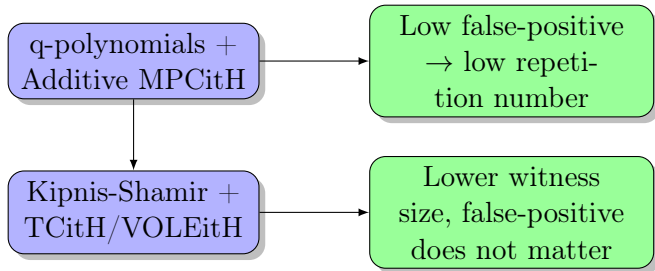 q-polynomials +
Additive MPCitH
Low false-positive
→ low repeti-
tion number
Kipnis-Shamir +
TCitH/VOLEitH
Lower witness
size, false-positive
does not matter